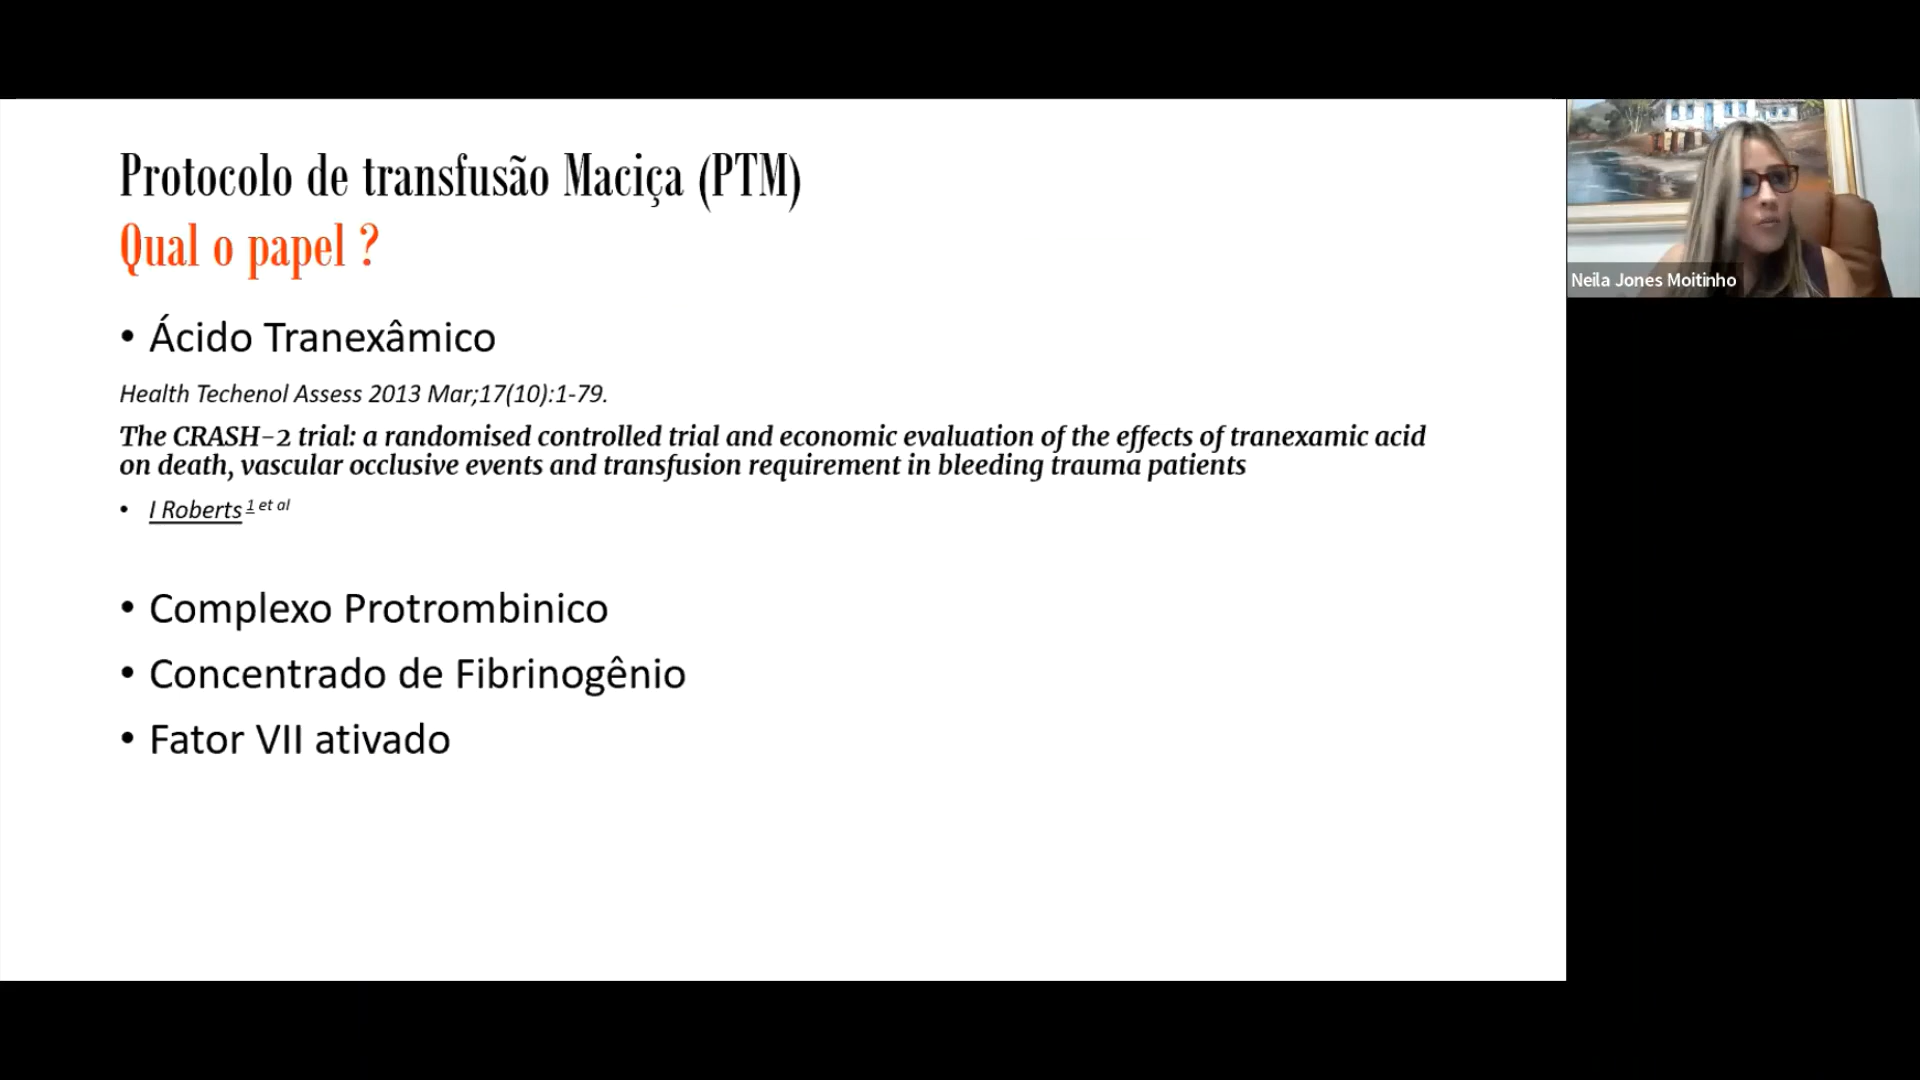 Protocolo de transfusão Maciça (PTM)
Qual o papel ?
• Ácido Tranexâmico
Health Techenol Assess 2013 Mar;17(10):1-79.
The CRASH-2 trial: a randomised controlled trial and economic evaluation of the effects of tranexamic acid
on death, vascular occlusive events and transfusion requirement in bleeding trauma patients
• I Roberts 1 et al
• Complexo Protrombinico
• Concentrado de Fibrinogênio
• Fator VII ativado
Neila Jones Moitinho